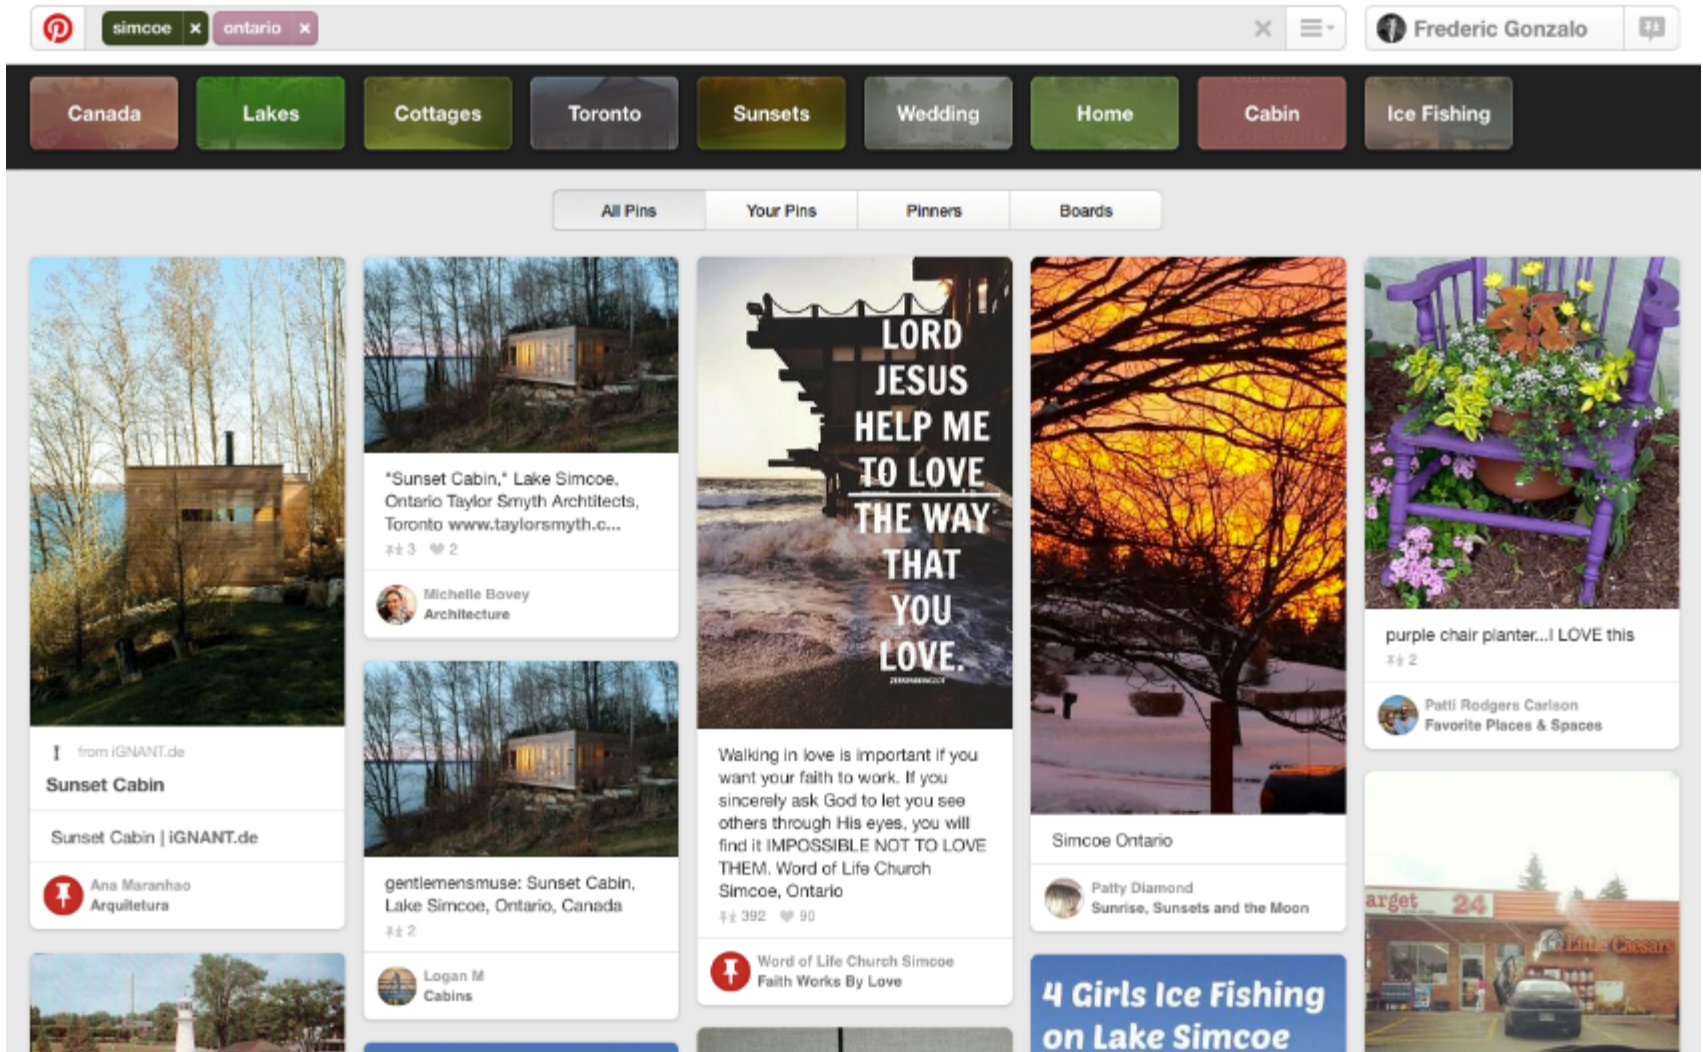 simcoe x ontario x
Frederic Gonzalo
Canada
Lakes
Cottages
Toronto
Sunsets
Wedding
Home
Cabin
Ice Fishing
All Pins
Your Pins
Pinners
Boards
from iGNANT.de
Sunset Cabin
Sunset Cabin | iGNANT.de
Ana Maranhao
Arquitetura
"Sunset Cabin," Lake Simcoe,
Ontario Taylor Smyth Architects,
Toronto www.taylorsmyth.c...
3 2
Michelle Bovey
Architecture
gentlemensmuse: Sunset Cabin,
Lake Simcoe, Ontario, Canada
2
Logan M
Cabins
LORD
JESUS
HELP ME
TO LOVE
THE WAY
THAT
YOU
LOVE.
Walking in love is important if you
want your faith to work. If you
sincerely ask God to let you see
others through His eyes, you will
find it IMPOSSIBLE NOT TO LOVE
THEM. Word of Life Church
Simcoe, Ontario
392 90
Word of Life Church Simcoe
Faith Works By Love
Simcoe Ontario
Patty Diamond
Sunrise, Sunsets and the Moon
4 Girls Ice Fishing
on Lake Simcoe
purple chair planter...I LOVE this
2
Patti Rodgers Carlson
Favorite Places & Spaces
arget 24
Little Caesars